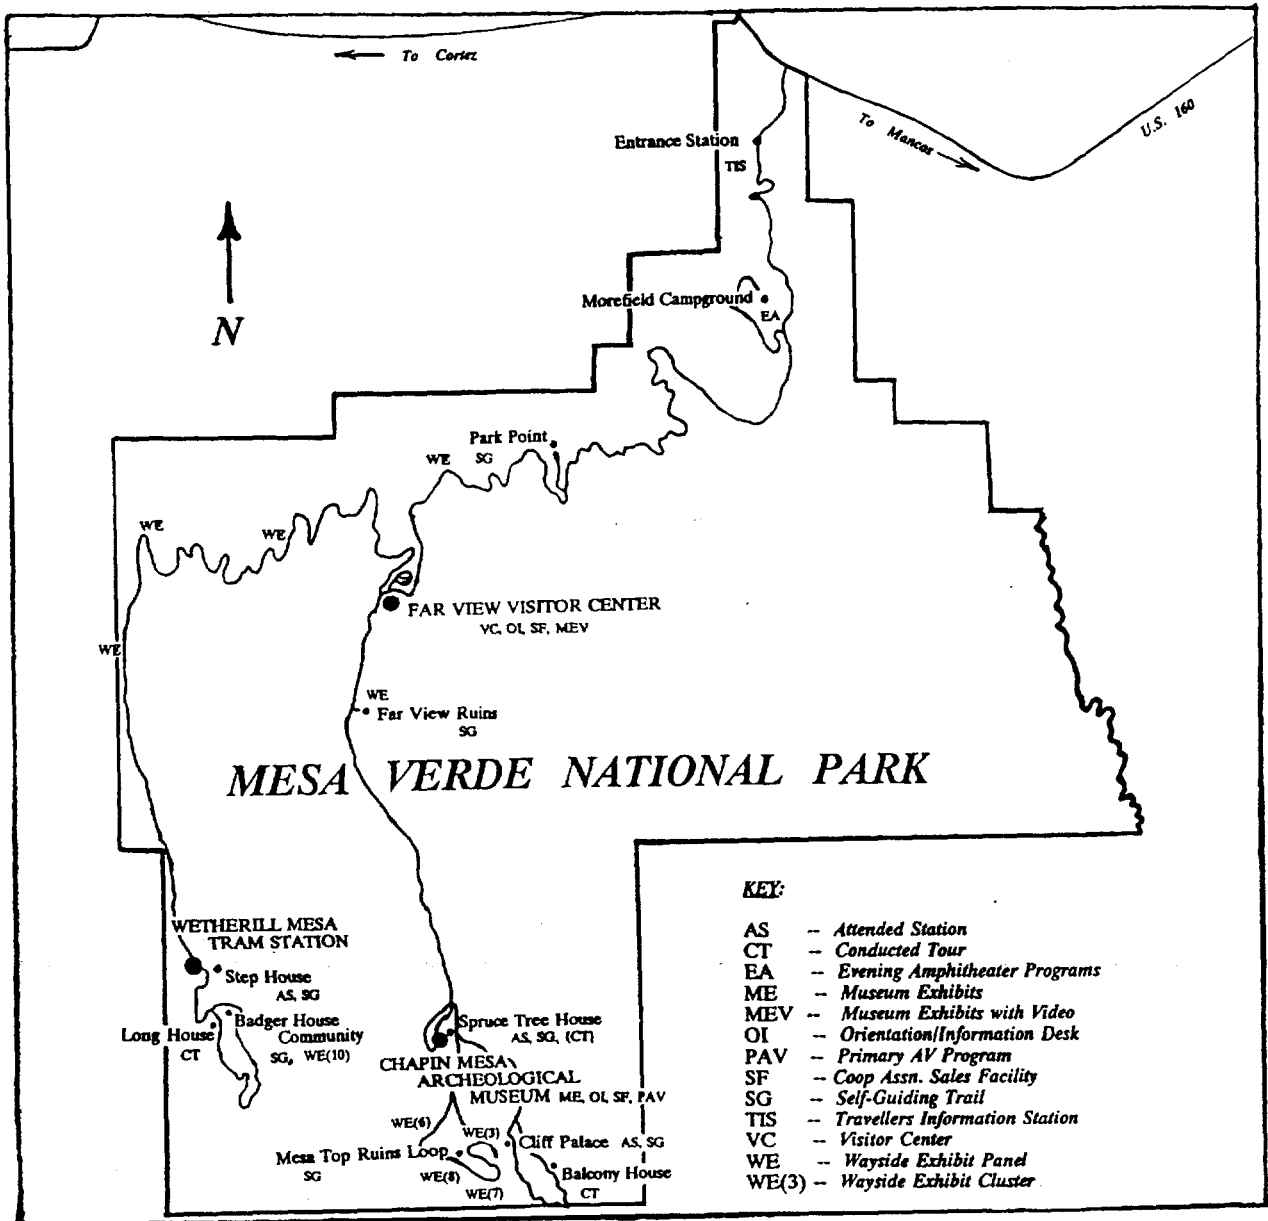 To Cortez
To Mancos
U.S. 160
Entrance Station
TIS
N
Morefield Campground
EA
Park Point
WE SG
WE
WE
FAR VIEW VISITOR CENTER
VC, OI, SF, MEV
WE
WE
Far View Ruins
SG
MESA VERDE NATIONAL PARK
WETHERILL MESA
TRAM STATION
Step House
AS, SG
Badger House
Community
SG, WE(10)
Long House
CT
Spruce Tree House
AS, SG, (CT)
CHAPIN MESA
ARCHEOLOGICAL
MUSEUM ME, OI, SF, PAV
WE(6)
WE(3)
Cliff Palace AS, SG
Mesa Top Ruins Loop
SG
WE(8)
WE(7)
Balcony House
CT
KEY:
AS -- Attended Station
CT -- Conducted Tour
EA -- Evening Amphitheater Programs
ME -- Museum Exhibits
MEV -- Museum Exhibits with Video
OI -- Orientation/Information Desk
PAV -- Primary AV Program
SF -- Coop Assn. Sales Facility
SG -- Self-Guiding Trail
TIS -- Travellers Information Station
VC -- Visitor Center
WE -- Wayside Exhibit Panel
WE(3) -- Wayside Exhibit Cluster